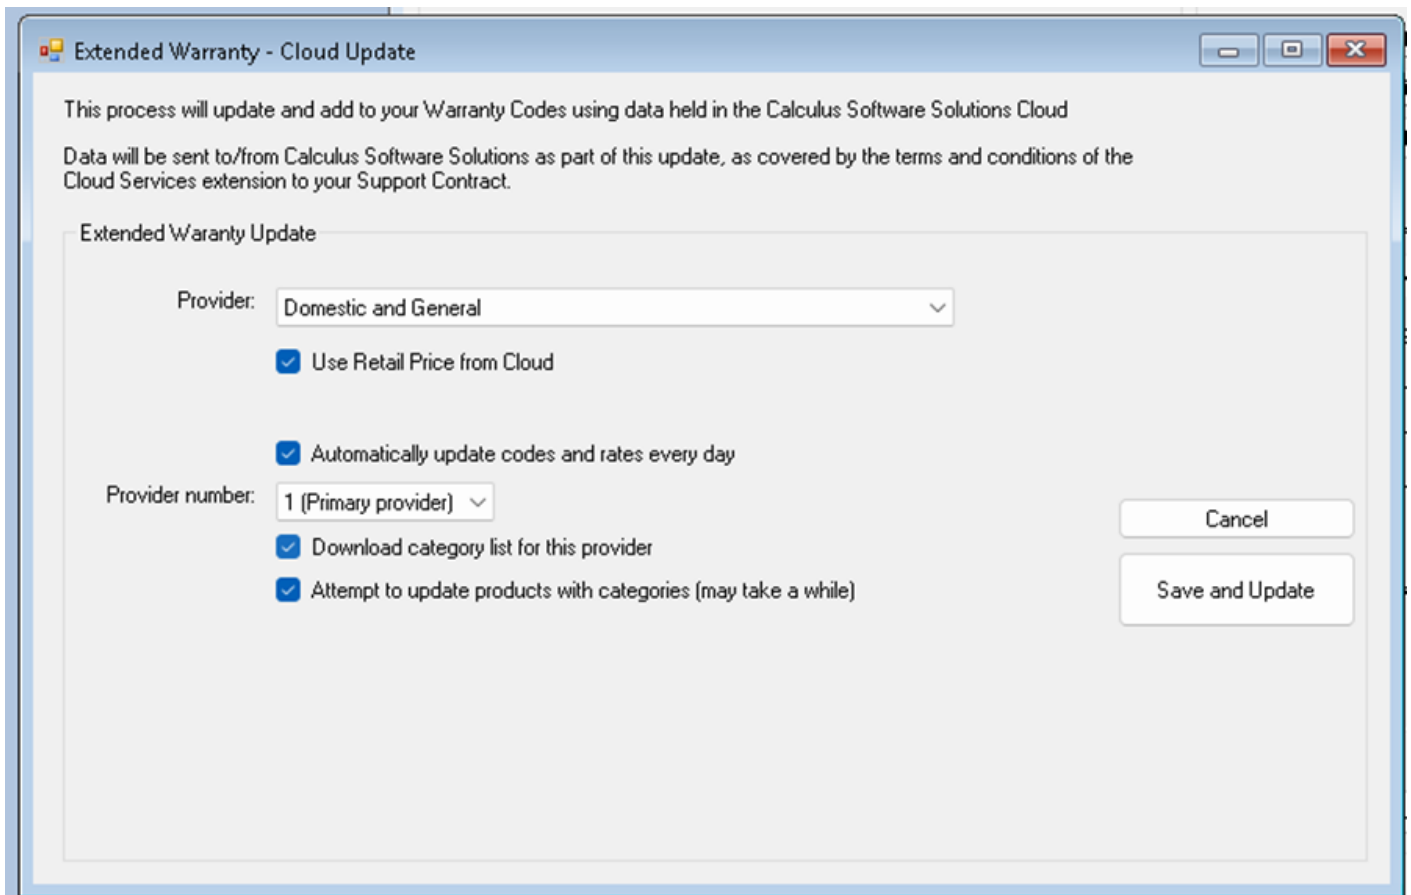 Extended Warranty - Cloud Update
This process will update and add to your Warranty Codes using data held in the Calculus Software Solutions Cloud
Data will be sent to/from Calculus Software Solutions as part of this update, as covered by the terms and conditions of the
Cloud Services extension to your Support Contract.
Extended Waranty Update
Provider: Domestic and General
Use Retail Price from Cloud
Automatically update codes and rates every day
Provider number: 1 (Primary provider)
Cancel
Download category list for this provider
Attempt to update products with categories (may take a while)
Save and Update